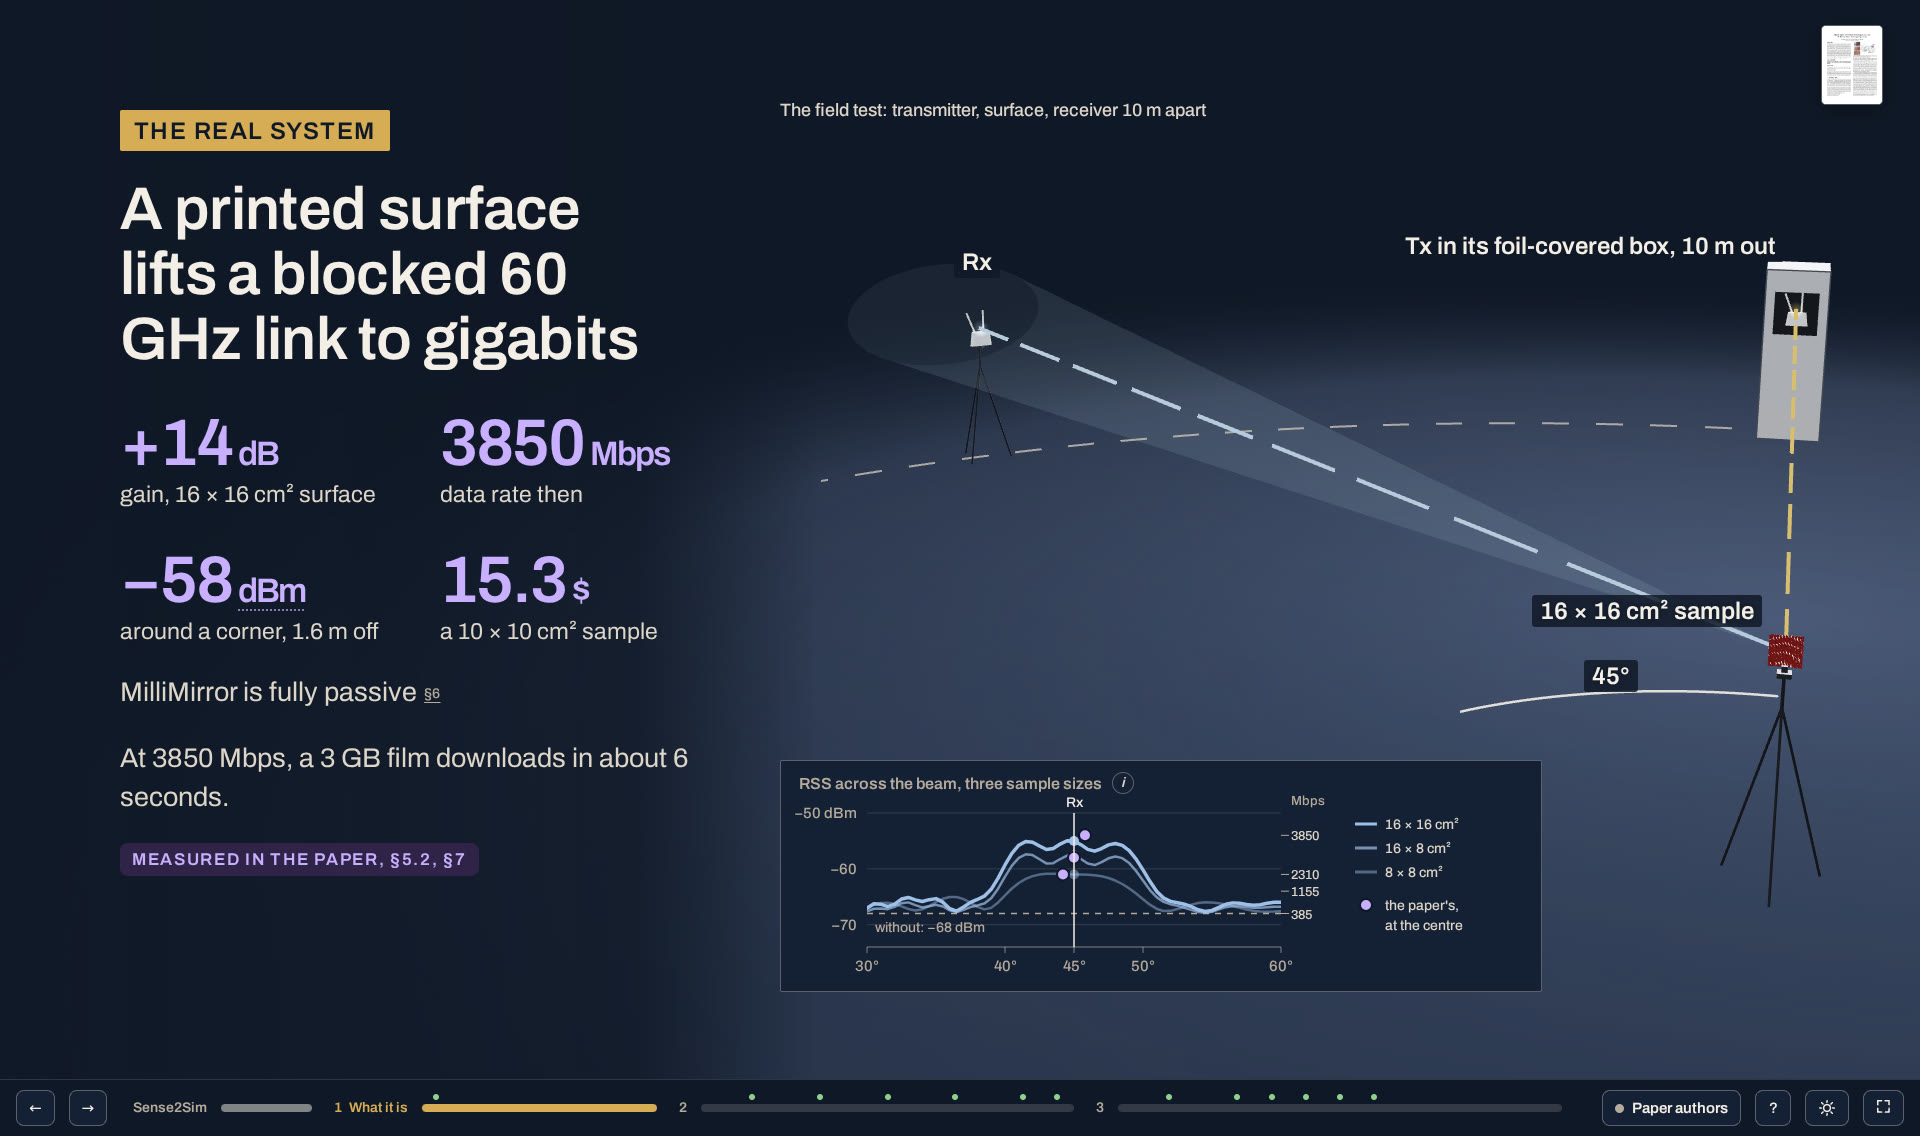 THE REAL SYSTEM
A printed surface
lifts a blocked 60
GHz link to gigabits
+14 dB
gain, 16 × 16 cm² surface
3850 Mbps
data rate then
−58 dBm
around a corner, 1.6 m off
15.3 $
a 10 × 10 cm² sample
MilliMirror is fully passive §6
At 3850 Mbps, a 3 GB film downloads in about 6
seconds.
MEASURED IN THE PAPER, §5.2, §7
The field test: transmitter, surface, receiver 10 m apart
Rx
Tx in its foil-covered box, 10 m out
16 × 16 cm² sample
45°
RSS across the beam, three sample sizes i
Rx
Mbps
−50 dBm
−60
−70
without: −68 dBm
30°
40°
45°
50°
60°
3850
2310
1155
385
16 × 16 cm²
16 × 8 cm²
8 × 8 cm²
the paper's,
at the centre
← → Sense2Sim 1 What it is 2 3 Paper authors ?